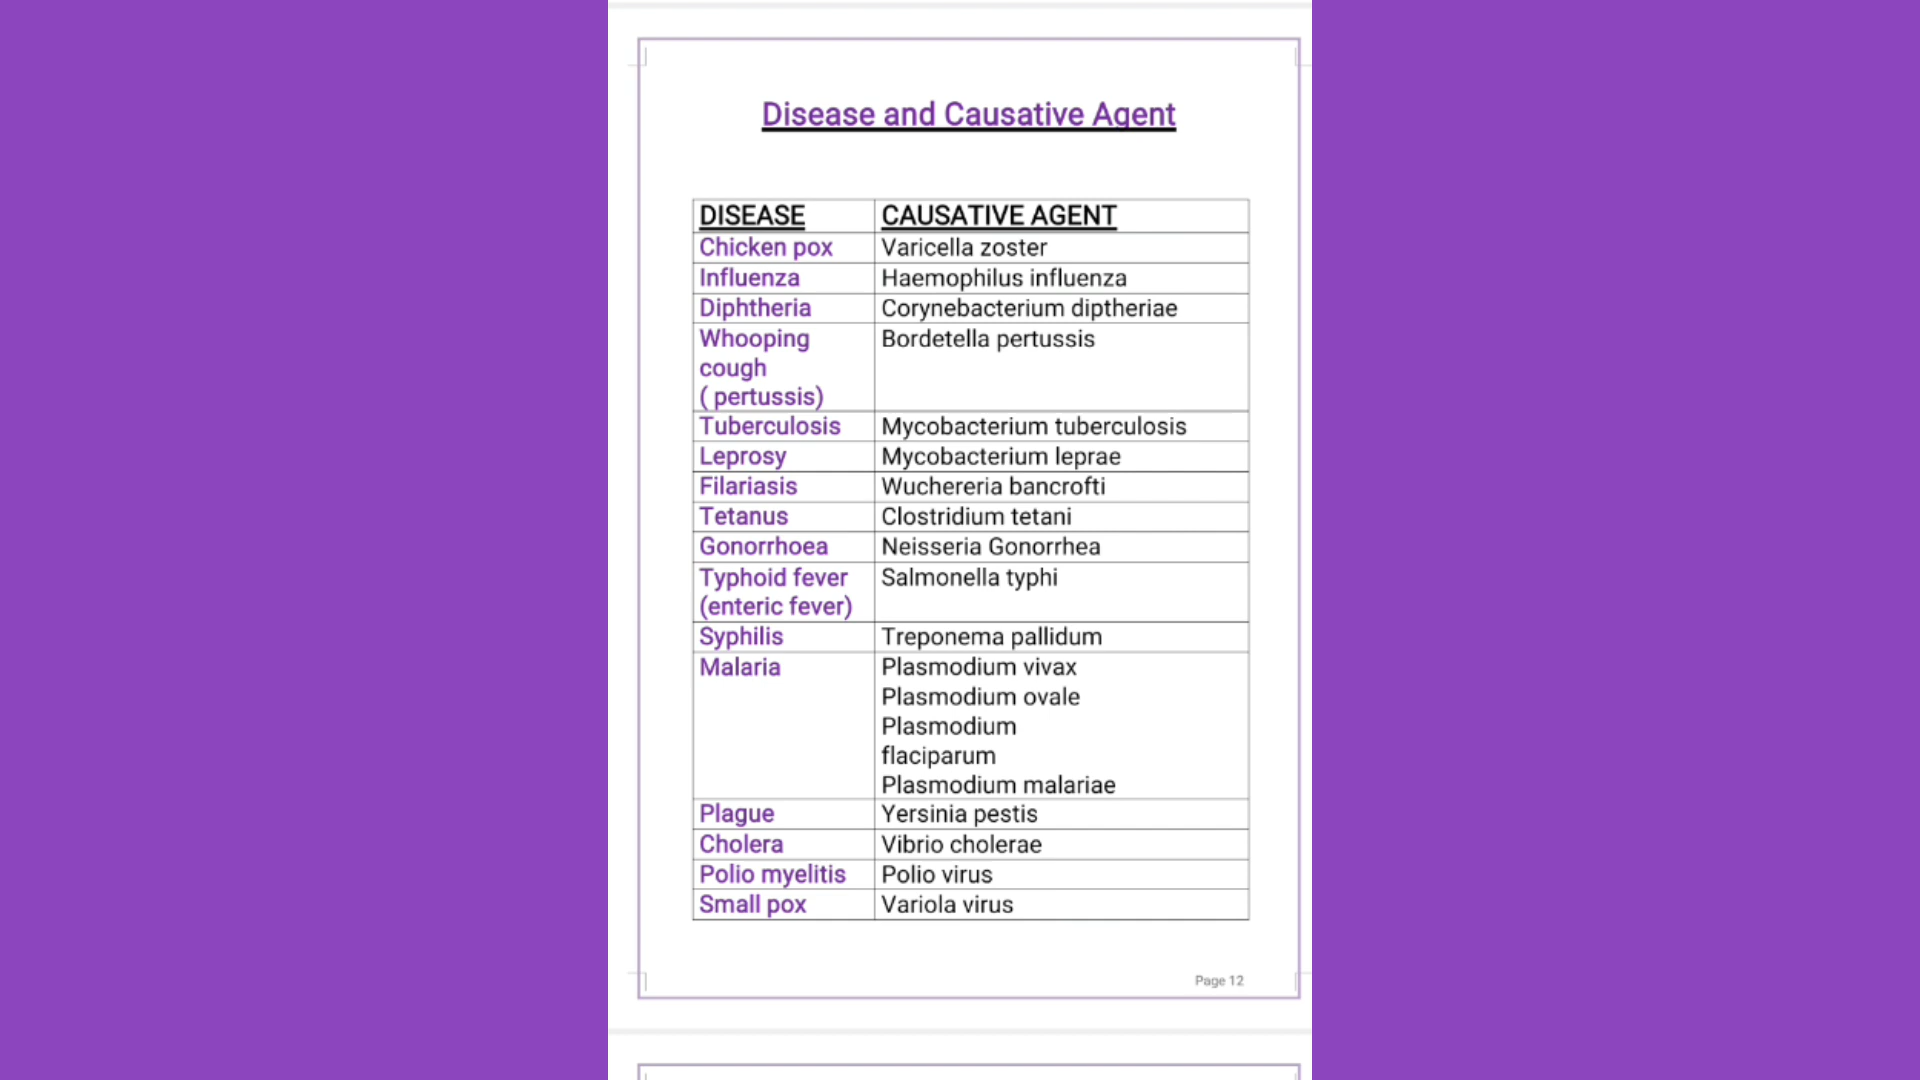 Disease and Causative Agent
DISEASE CAUSATIVE AGENT
Chicken pox Varicella zoster
Influenza Haemophilus influenza
Diphtheria Corynebacterium diptheriae
Whooping Bordetella pertussis
cough
( pertussis)
Tuberculosis Mycobacterium tuberculosis
Leprosy Mycobacterium leprae
Filariasis Wuchereria bancrofti
Tetanus Clostridium tetani
Gonorrhoea Neisseria Gonorrhea
Typhoid fever Salmonella typhi
(enteric fever)
Syphilis Treponema pallidum
Malaria Plasmodium vivax
Plasmodium ovale
Plasmodium
flaciparum
Plasmodium malariae
Plague Yersinia pestis
Cholera Vibrio cholerae
Polio myelitis Polio virus
Small pox Variola virus
Page 12